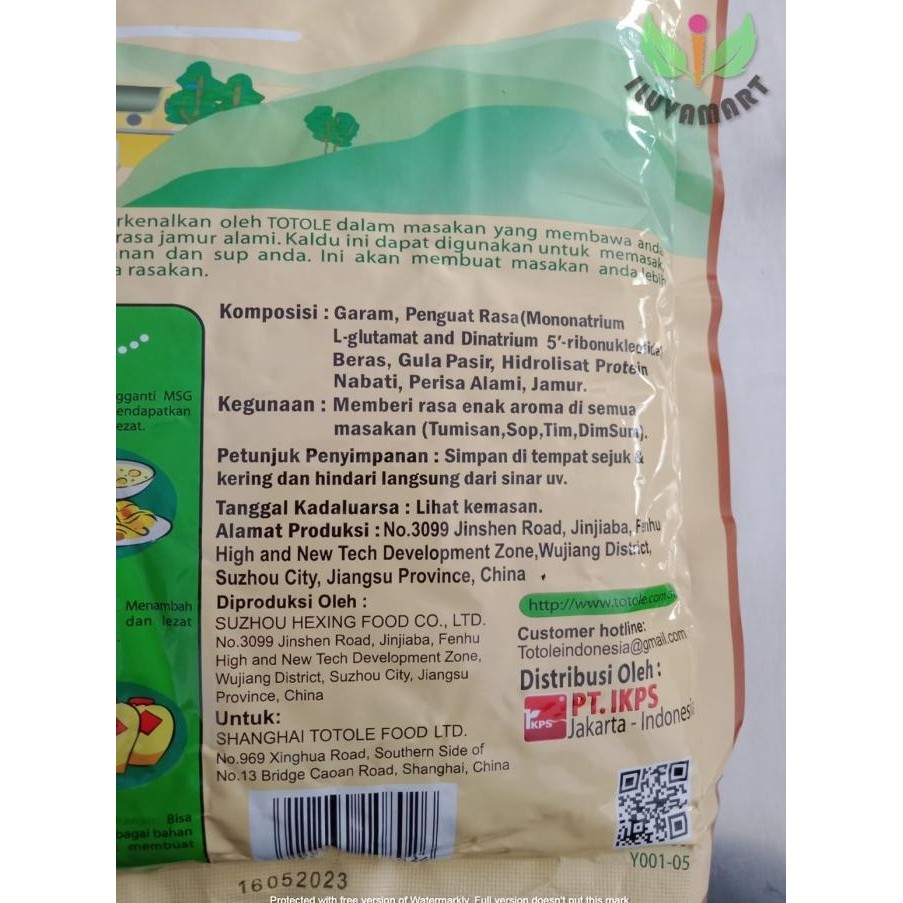 ILUVAMART
rkenalkan oleh TOTOLE dalam masakan yang membawa anda
rasa jamur alami. Kaldu ini dapat digunakan untuk memasak
nan dan sup anda. Ini akan membuat masakan anda lebih
a rasakan.
Komposisi : Garam, Penguat Rasa(Mononatrium
L-glutamat and Dinatrium 5'-ribonukleotida)
Beras, Gula Pasir, Hidrolisat Protein
Nabati, Perisa Alami, Jamur.
Kegunaan : Memberi rasa enak aroma di semua
masakan (Tumisan,Sop,Tim,DimSum).
Petunjuk Penyimpanan : Simpan di tempat sejuk &
kering dan hindari langsung dari sinar uv.
Tanggal Kadaluarsa : Lihat kemasan.
Alamat Produksi : No.3099 Jinshen Road, Jinjiaba, Fenhu
High and New Tech Development Zone,Wujiang District,
Suzhou City, Jiangsu Province, China
Diproduksi Oleh :
SUZHOU HEXING FOOD CO., LTD.
No.3099 Jinshen Road, Jinjiaba, Fenhu
High and New Tech Development Zone,
Wujiang District, Suzhou City, Jiangsu
Province, China
Untuk:
SHANGHAI TOTOLE FOOD LTD.
No.969 Xinghua Road, Southern Side of
No.13 Bridge Caoan Road, Shanghai, China
http://www.totole.com
Customer hotline:
Totoleindonesia@gmail.com
Distribusi Oleh :
IKPS
PT. IKPS
Jakarta - Indonesia
Y001-05
gganti MSG
endapatkan
ezat.
Menambah
dan lezat
Bisa
bagai bahan
membuat
16052023
Protected with free version of Watermarkly. Full version doesn't put this mark.